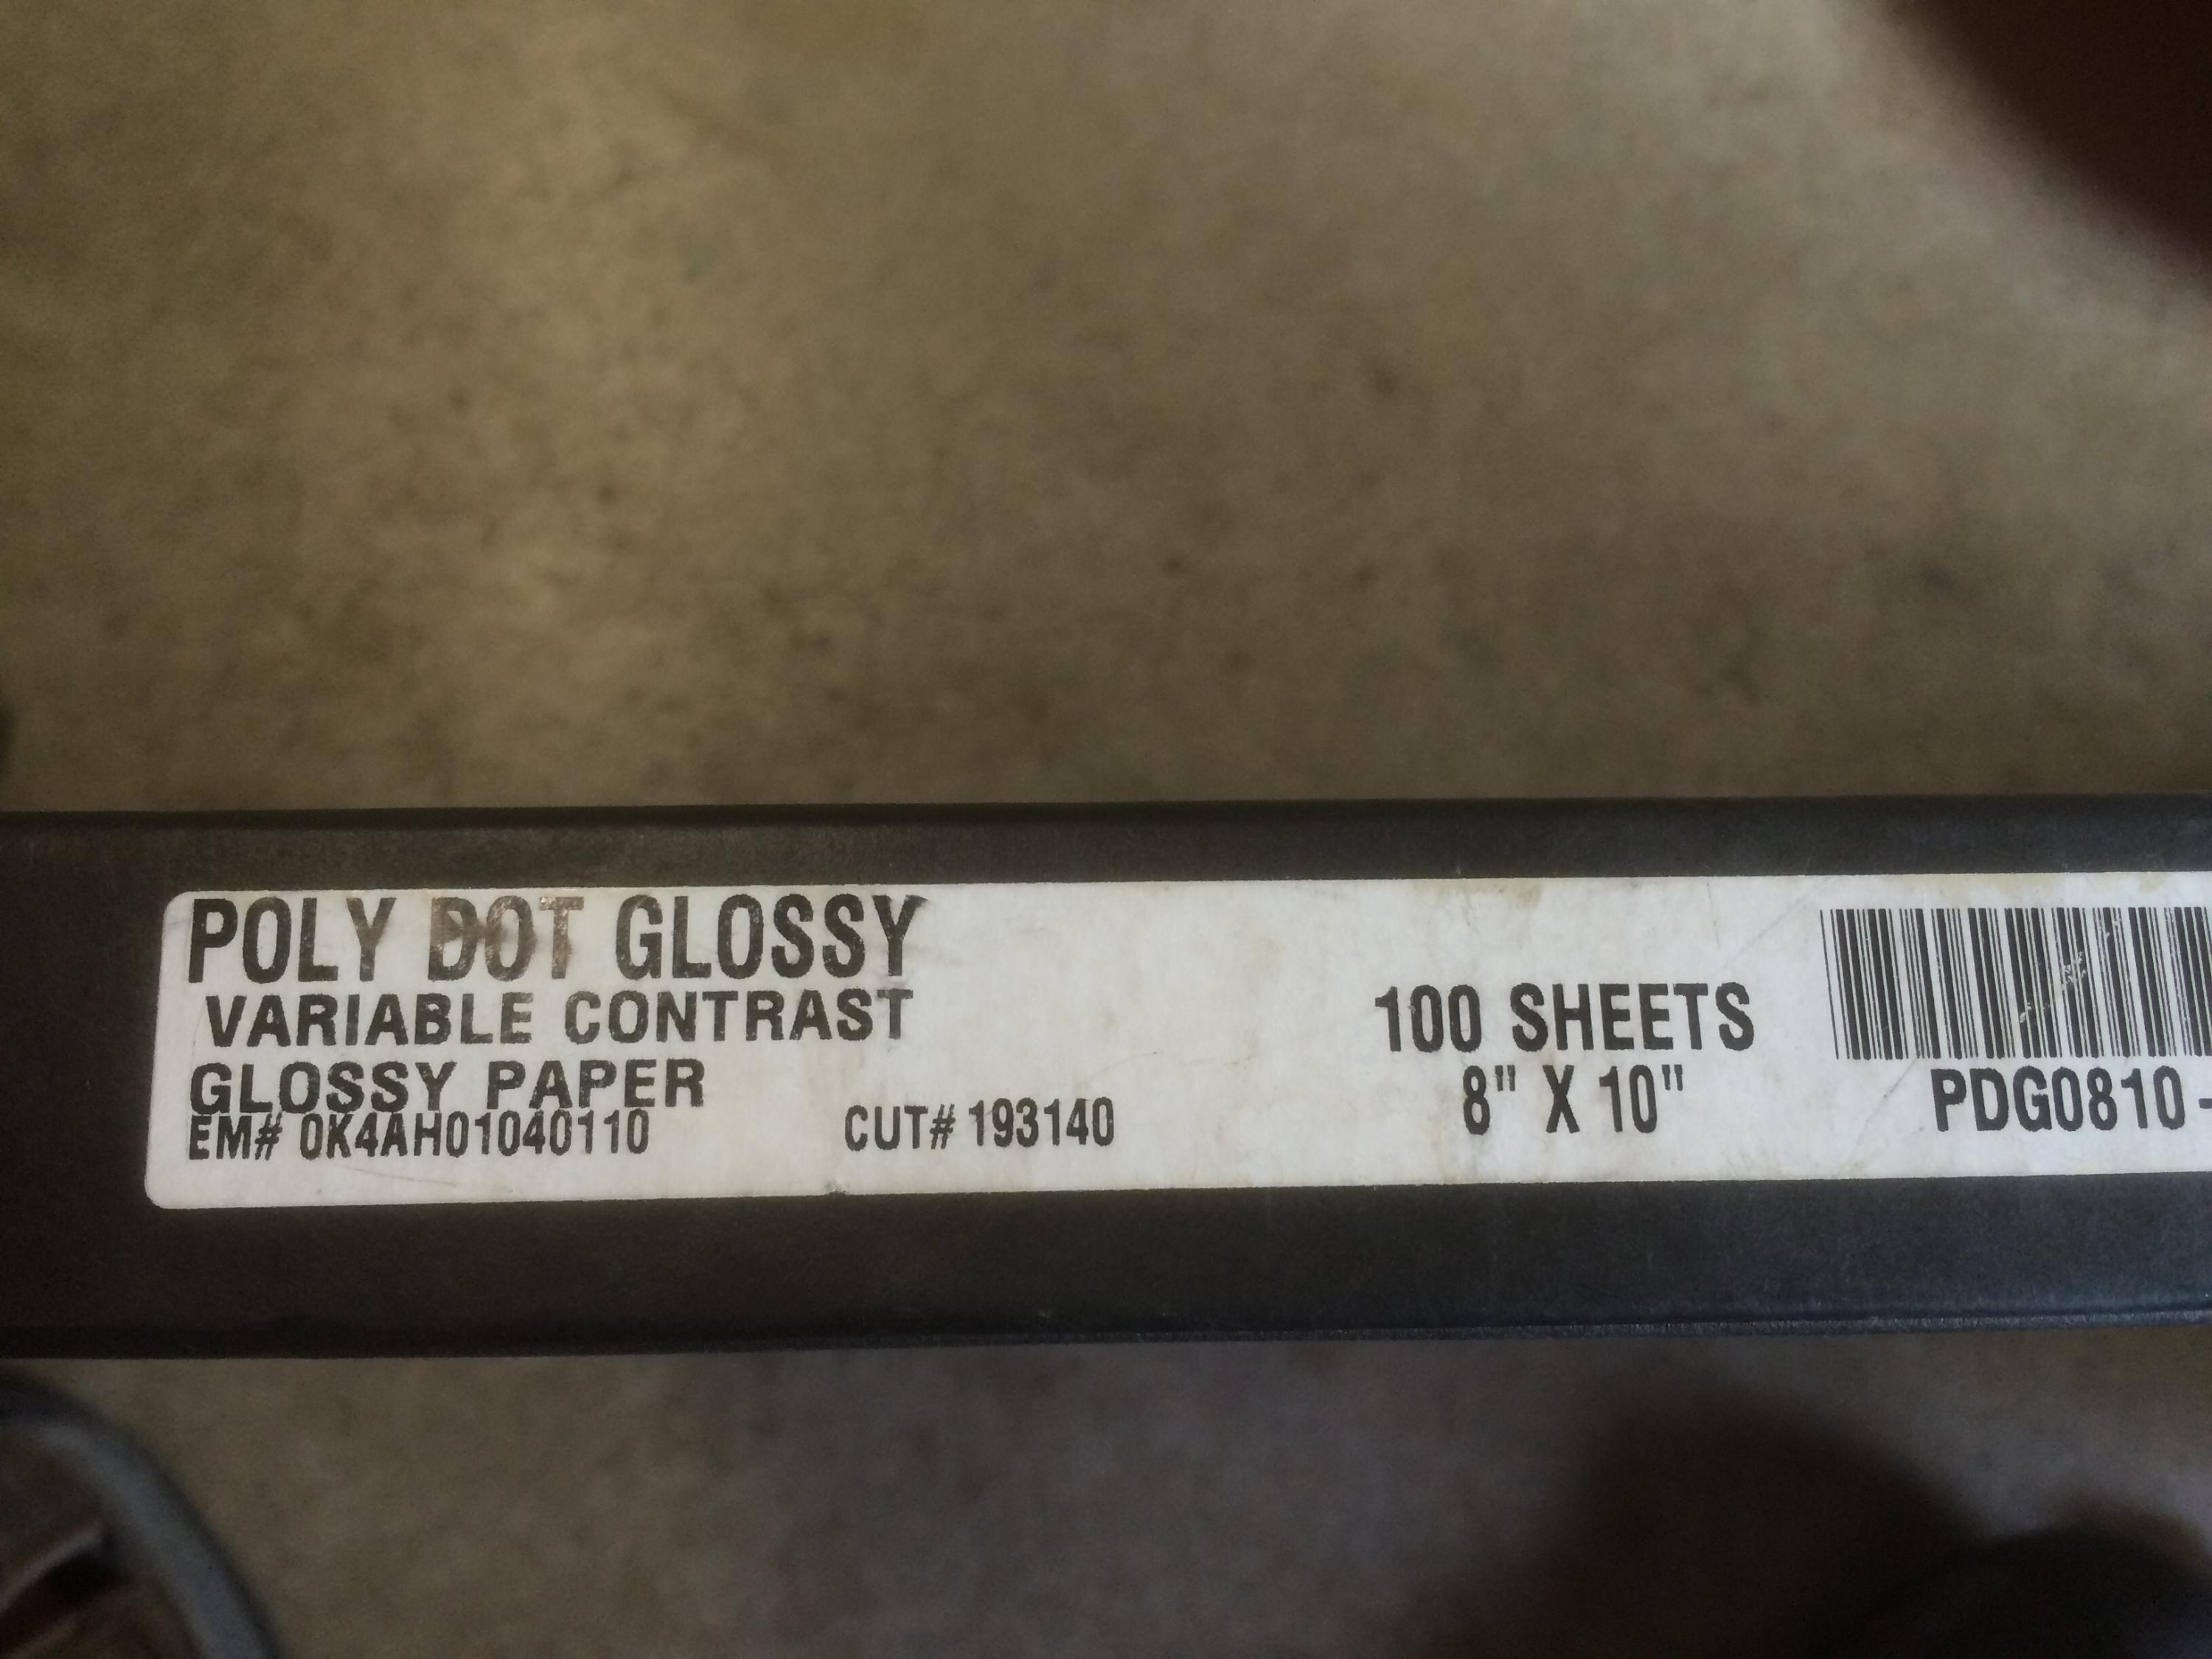 POLY DOT GLOSSY
VARIABLE CONTRAST
GLOSSY PAPER
EM# 0K4AH01040110
CUT# 193140
100 SHEETS
8" X 10"
PDG0810-